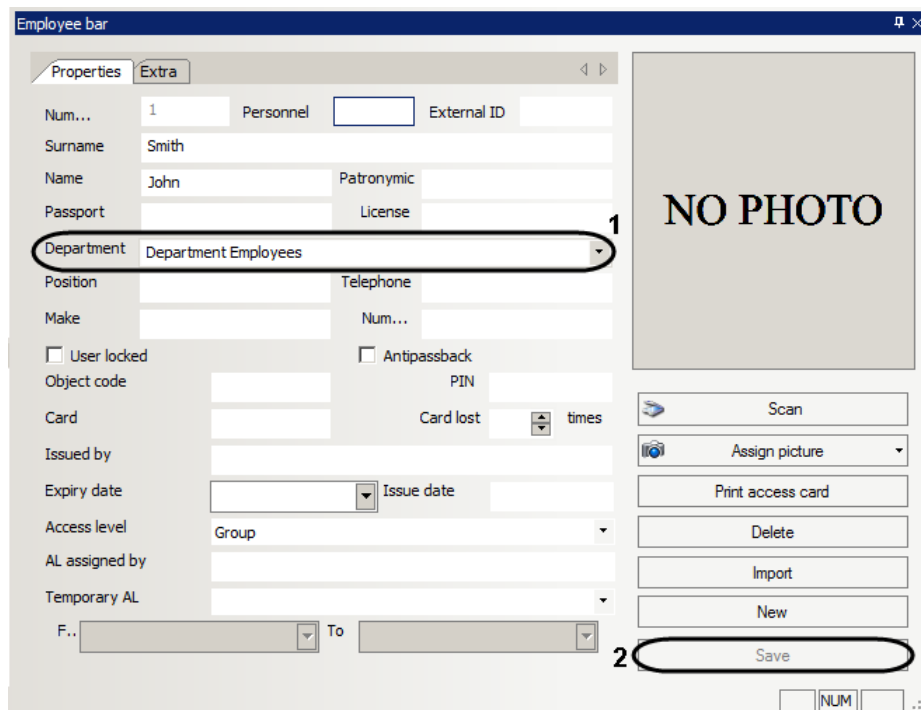 Employee bar
Properties Extra
Num... 1 Personnel External ID
Surname Smith
Name John Patronymic
Passport License
1
Department Department Employees
Position Telephone
Make Num...
User locked Antipassback
Object code PIN
Card Card lost times
Issued by
Expiry date Issue date
Access level Group
AL assigned by
Temporary AL
F.. To
NO PHOTO
Scan
Assign picture
Print access card
Delete
Import
New
2 Save
NUM